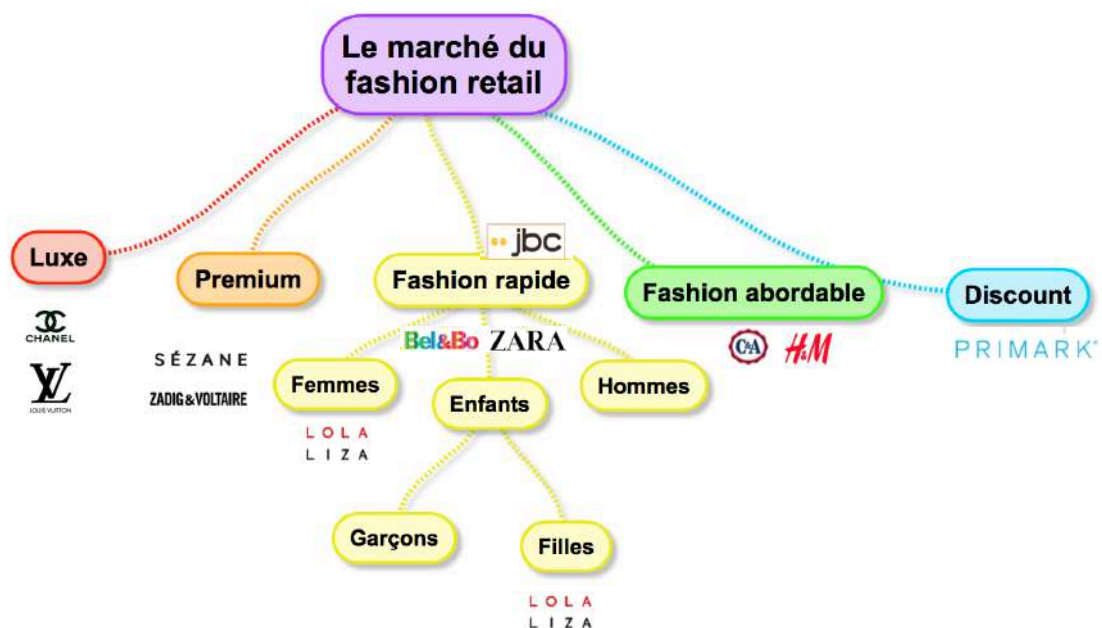 Le marché du
fashion retail
jbc
Luxe
Premium
Fashion rapide
Fashion abordable
Discount
CHANEL
LV
LOUIS VUITTON
SÉZANE
ZADIG & VOLTAIRE
Bel&Bo
ZARA
C&A
H&M
PRIMARK®
Femmes
Enfants
Hommes
LOLA
LIZA
Garçons
Filles
LOLA
LIZA